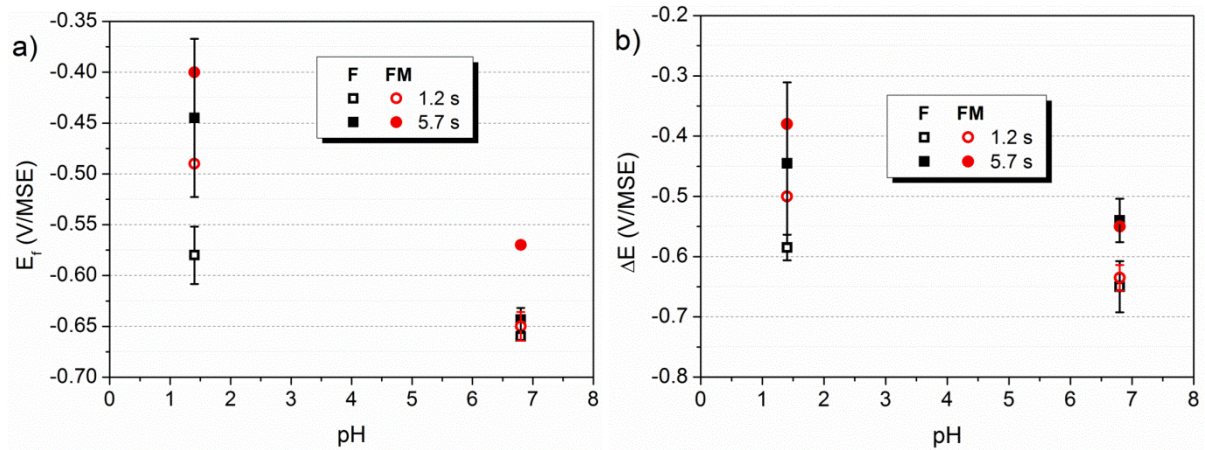 a)
-0.35
-0.40
-0.45
-0.50
-0.55
-0.60
-0.65
-0.70
E_f (V/MSE)
F FM
1.2 s
5.7 s
0 1 2 3 4 5 6 7 8
pH
b)
-0.2
-0.3
-0.4
-0.5
-0.6
-0.7
-0.8
ΔE (V/MSE)
F FM
1.2 s
5.7 s
0 1 2 3 4 5 6 7 8
pH